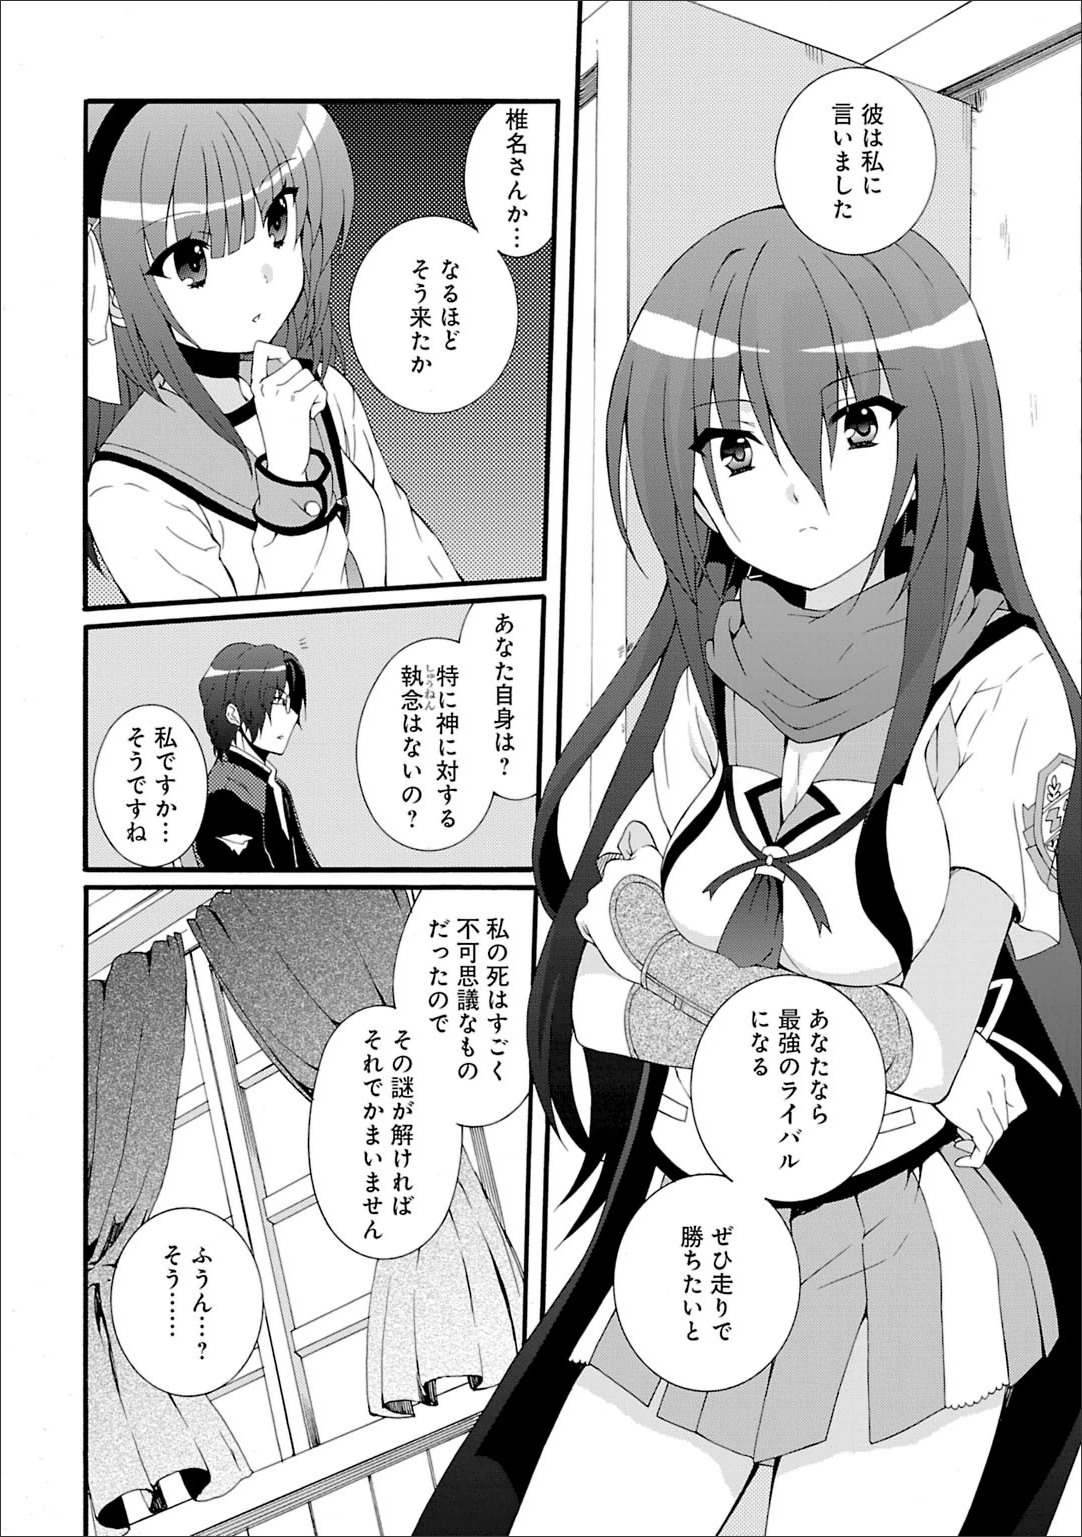 彼は私に
言いました
あなたなら
最強のライバル
になる
ぜひ走りで
勝ちたいと
椎名さんか…
なるほど
そう来たか
あなた自身は？
特に神に対する
執念はないの？
しゅうねん
私ですか…
そうですね
私の死はすごく
不可思議なもの
だったので
その謎が解ければ
それでかまいません
ふうん…？
そう……